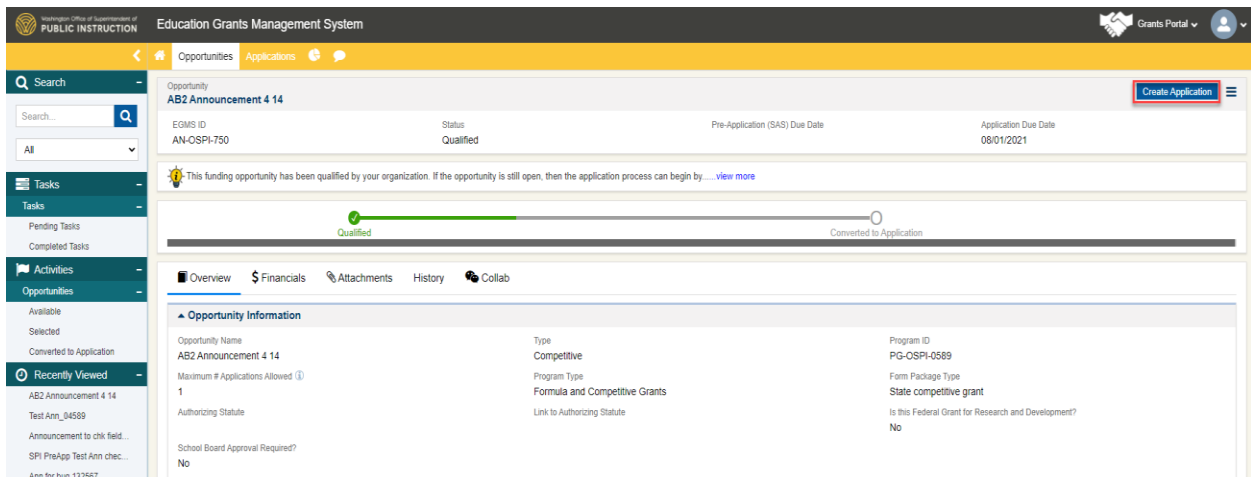 Washington Office of Superintendent of
PUBLIC INSTRUCTION
Education Grants Management System
Grants Portal
Opportunities Applications
Search
Search...
All
Tasks
Tasks
Pending Tasks
Completed Tasks
Activities
Opportunities
Available
Selected
Converted to Application
Recently Viewed
AB2 Announcement 4 14
Test Ann_04589
Announcement to chk field...
SPI PreApp Test Ann chec...
Ann for bug 133567
Opportunity
AB2 Announcement 4 14
Create Application
EGMS ID Status Pre-Application (SAS) Due Date Application Due Date
AN-OSPI-750 Qualified 08/01/2021
This funding opportunity has been qualified by your organization. If the opportunity is still open, then the application process can begin by..... view more
Qualified Converted to Application
Overview $ Financials Attachments History Collab
Opportunity Information
Opportunity Name Type Program ID
AB2 Announcement 4 14 Competitive PG-OSPI-0589
Maximum # Applications Allowed Program Type Form Package Type
1 Formula and Competitive Grants State competitive grant
Authorizing Statute Link to Authorizing Statute Is this Federal Grant for Research and Development?
No
School Board Approval Required?
No